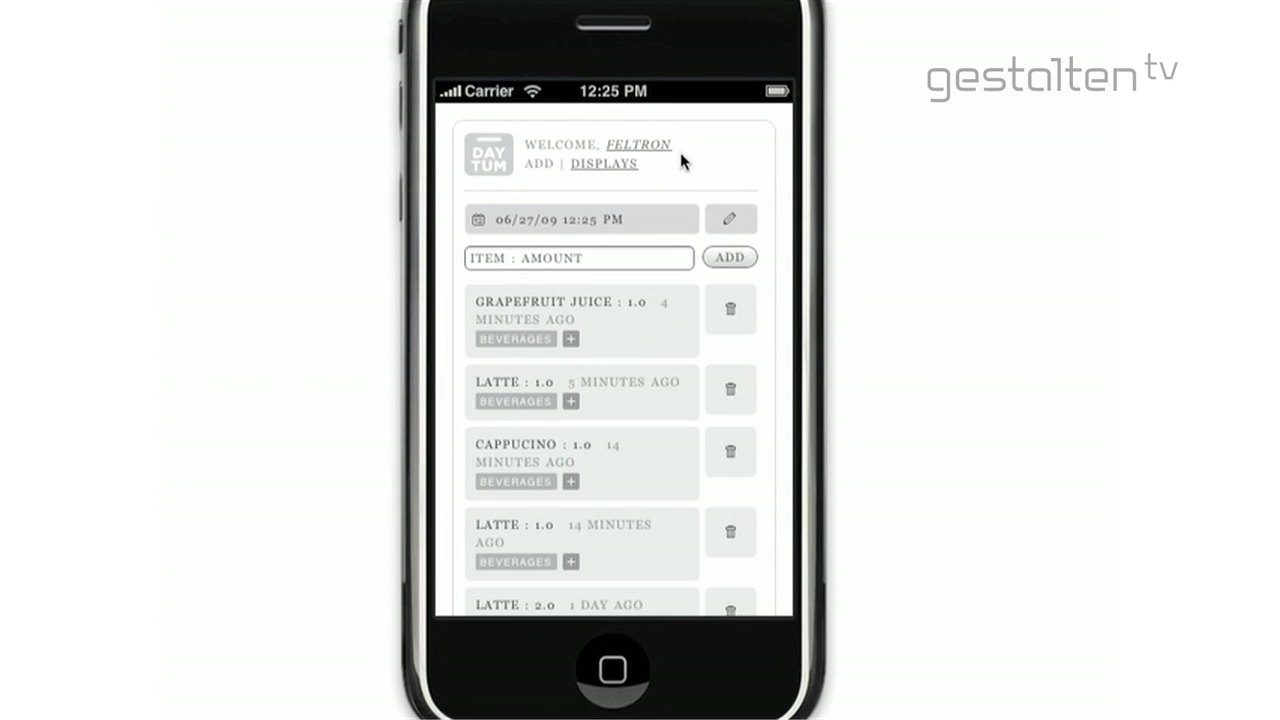 gestalten tv
Carrier 12:25 PM
DAY
TUM
WELCOME, FELTRON
ADD | DISPLAYS
06/27/09 12:25 PM
ITEM : AMOUNT
ADD
GRAPEFRUIT JUICE : 1.0 4
MINUTES AGO
BEVERAGES +
LATTE : 1.0 5 MINUTES AGO
BEVERAGES +
CAPPUCINO : 1.0 14
MINUTES AGO
BEVERAGES +
LATTE : 1.0 14 MINUTES
AGO
BEVERAGES +
LATTE : 2.0 1 DAY AGO